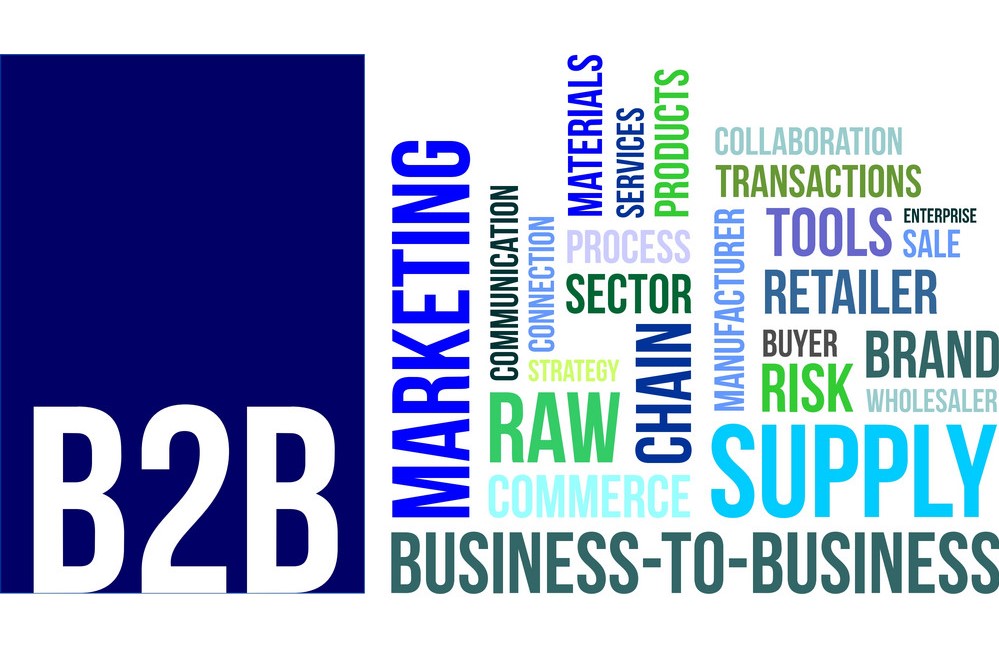 B2B
MARKETING
COMMUNICATION
CONNECTION
STRATEGY
RAW
COMMERCE
MATERIALS
SERVICES
PRODUCTS
PROCESS
SECTOR
CHAIN
COLLABORATION
TRANSACTIONS
MANUFACTURER
TOOLS
ENTERPRISE
SALE
RETAILER
BUYER
BRAND
RISK
WHOLESALER
SUPPLY
BUSINESS-TO-BUSINESS